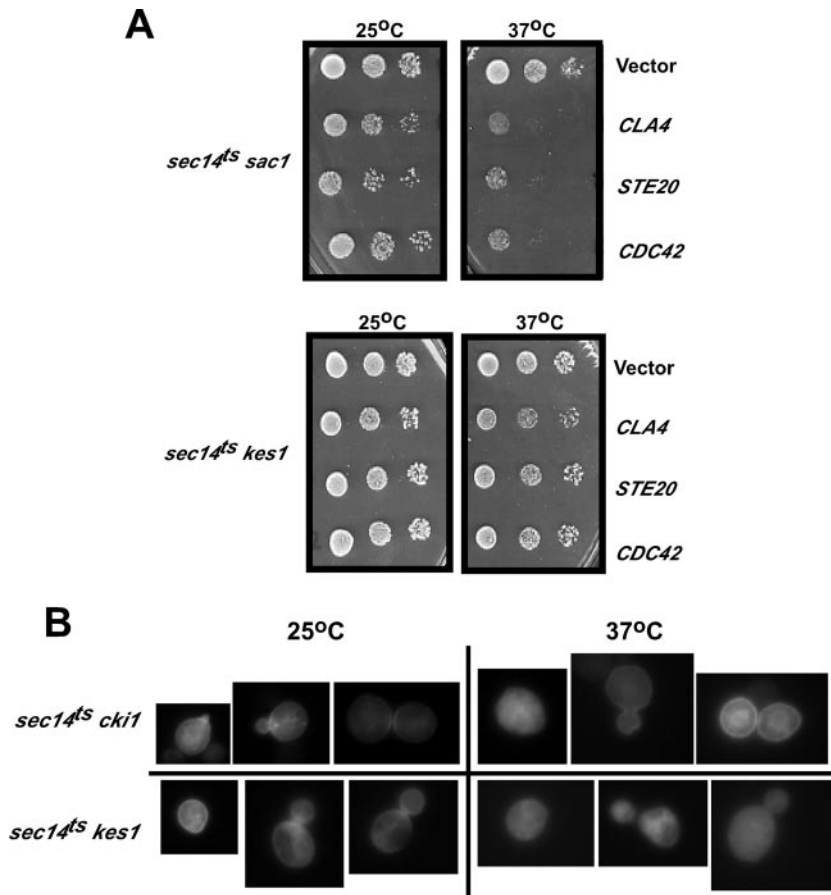 A
25°C 37°C
Vector
CLA4
sec14ts sac1
STE20
CDC42
25°C 37°C
Vector
CLA4
sec14ts kes1
STE20
CDC42
B
25°C 37°C
sec14ts cki1
sec14ts kes1